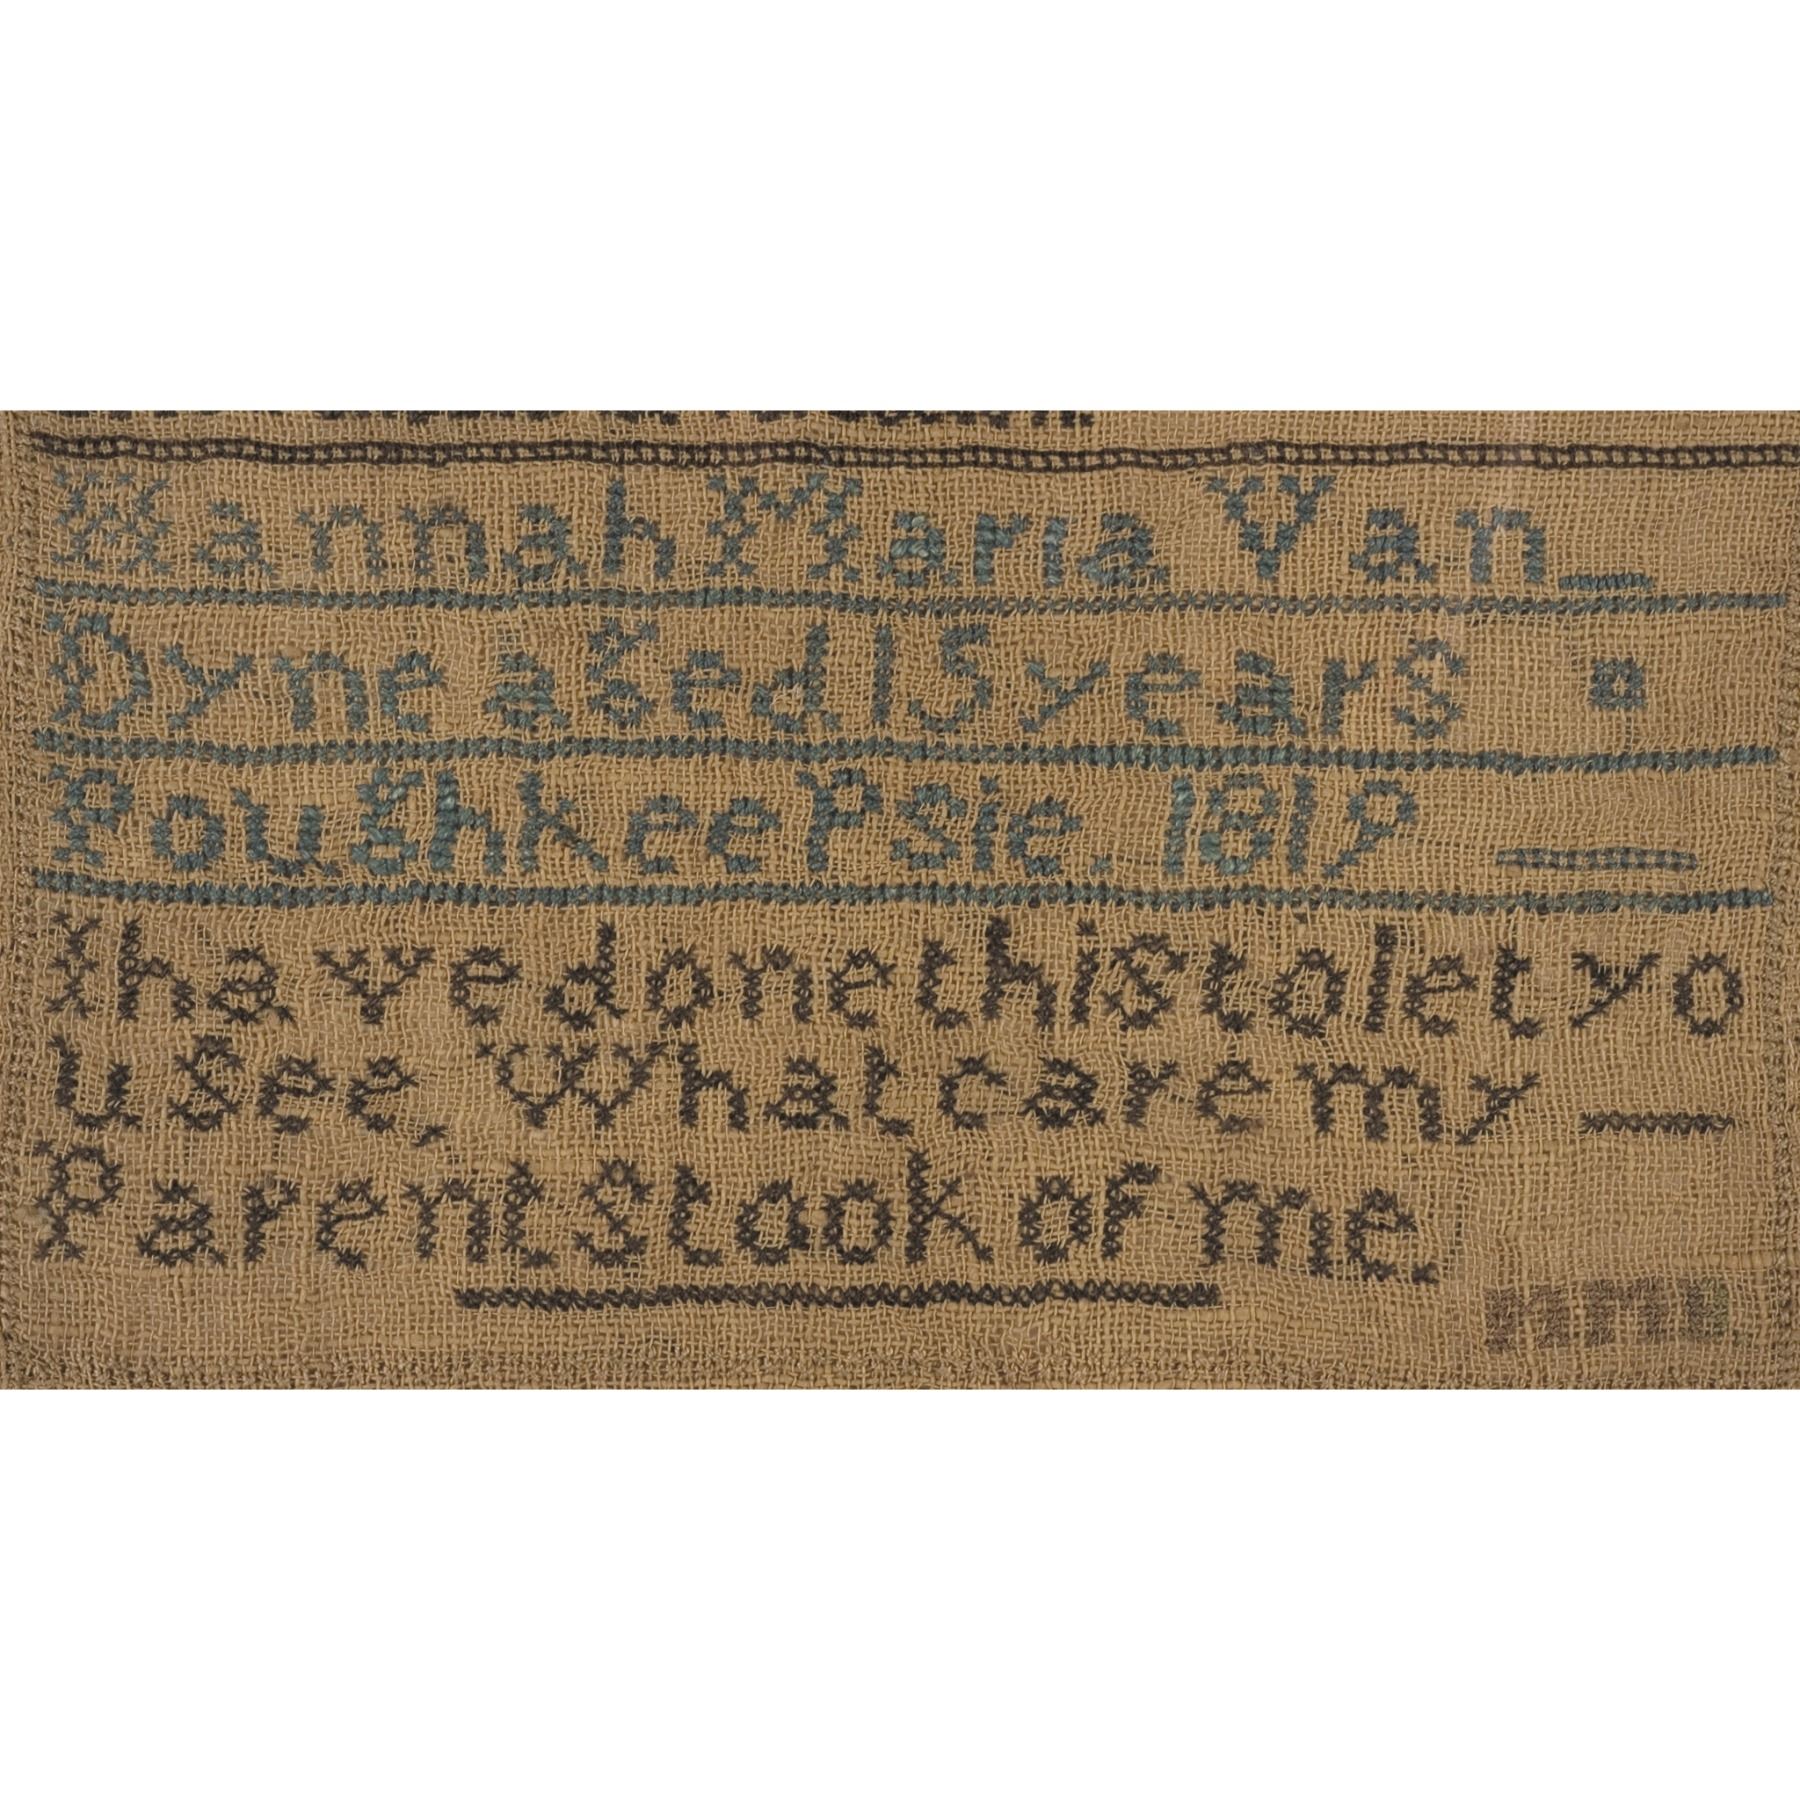 Hannah Maria Van
Dyne aged 15 years
Poughkeepsie. 1819
I have done this to let yo
u see, What care my
Parents took of me.